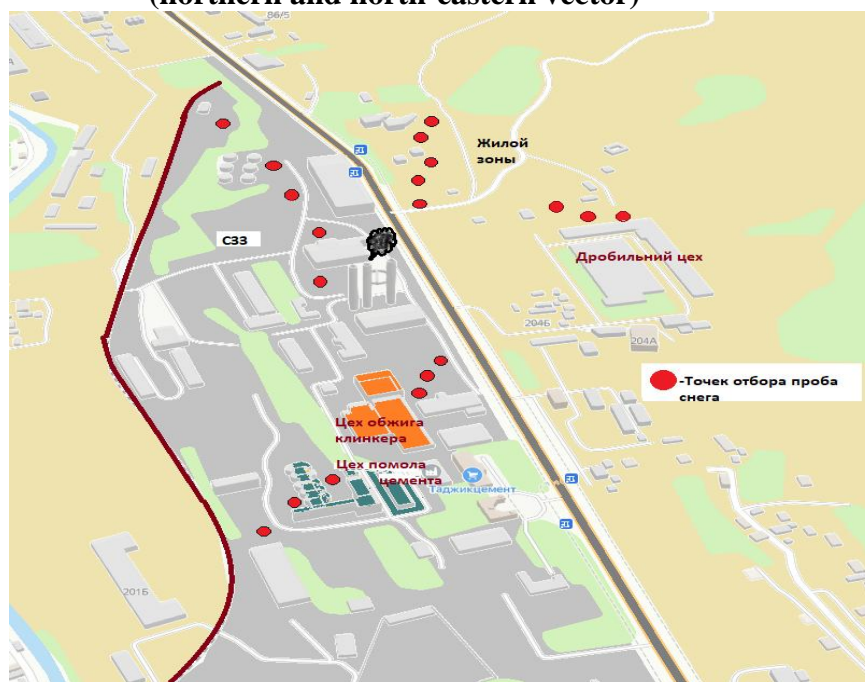 (northern and north-eastern vector)
86/5
Жилой
зоны
СЗЗ
Дробильний цех
204Б
204А
-Точек отбора проба
снега
Цех обжига
клинкера
Цех помола
цемента
Таджикцемент
201Б